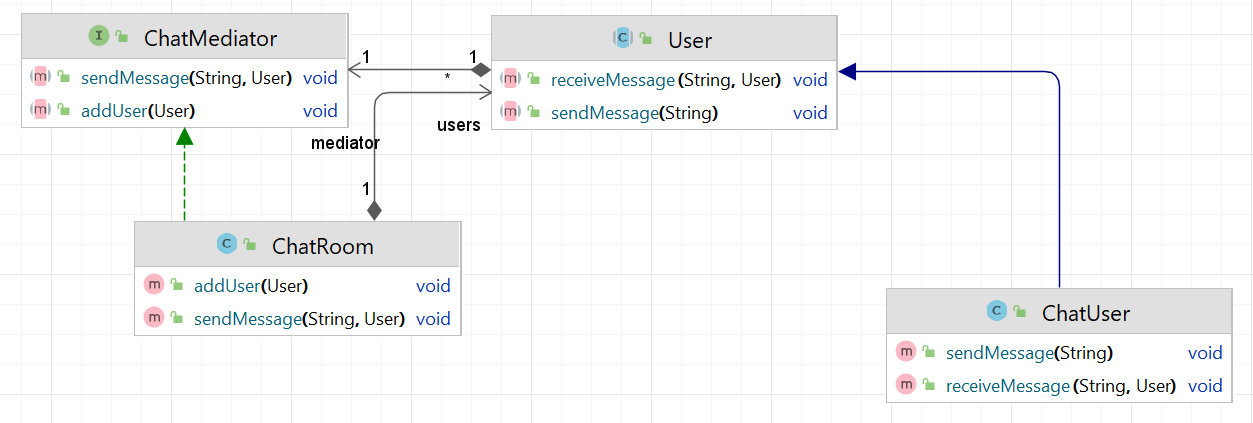 I ChatMediator
m sendMessage(String, User) void
m addUser(User) void
C User
m receiveMessage(String, User) void
m sendMessage(String) void
1
1
*
users
mediator
1
C ChatRoom
m addUser(User) void
m sendMessage(String, User) void
C ChatUser
m sendMessage(String) void
m receiveMessage(String, User) void